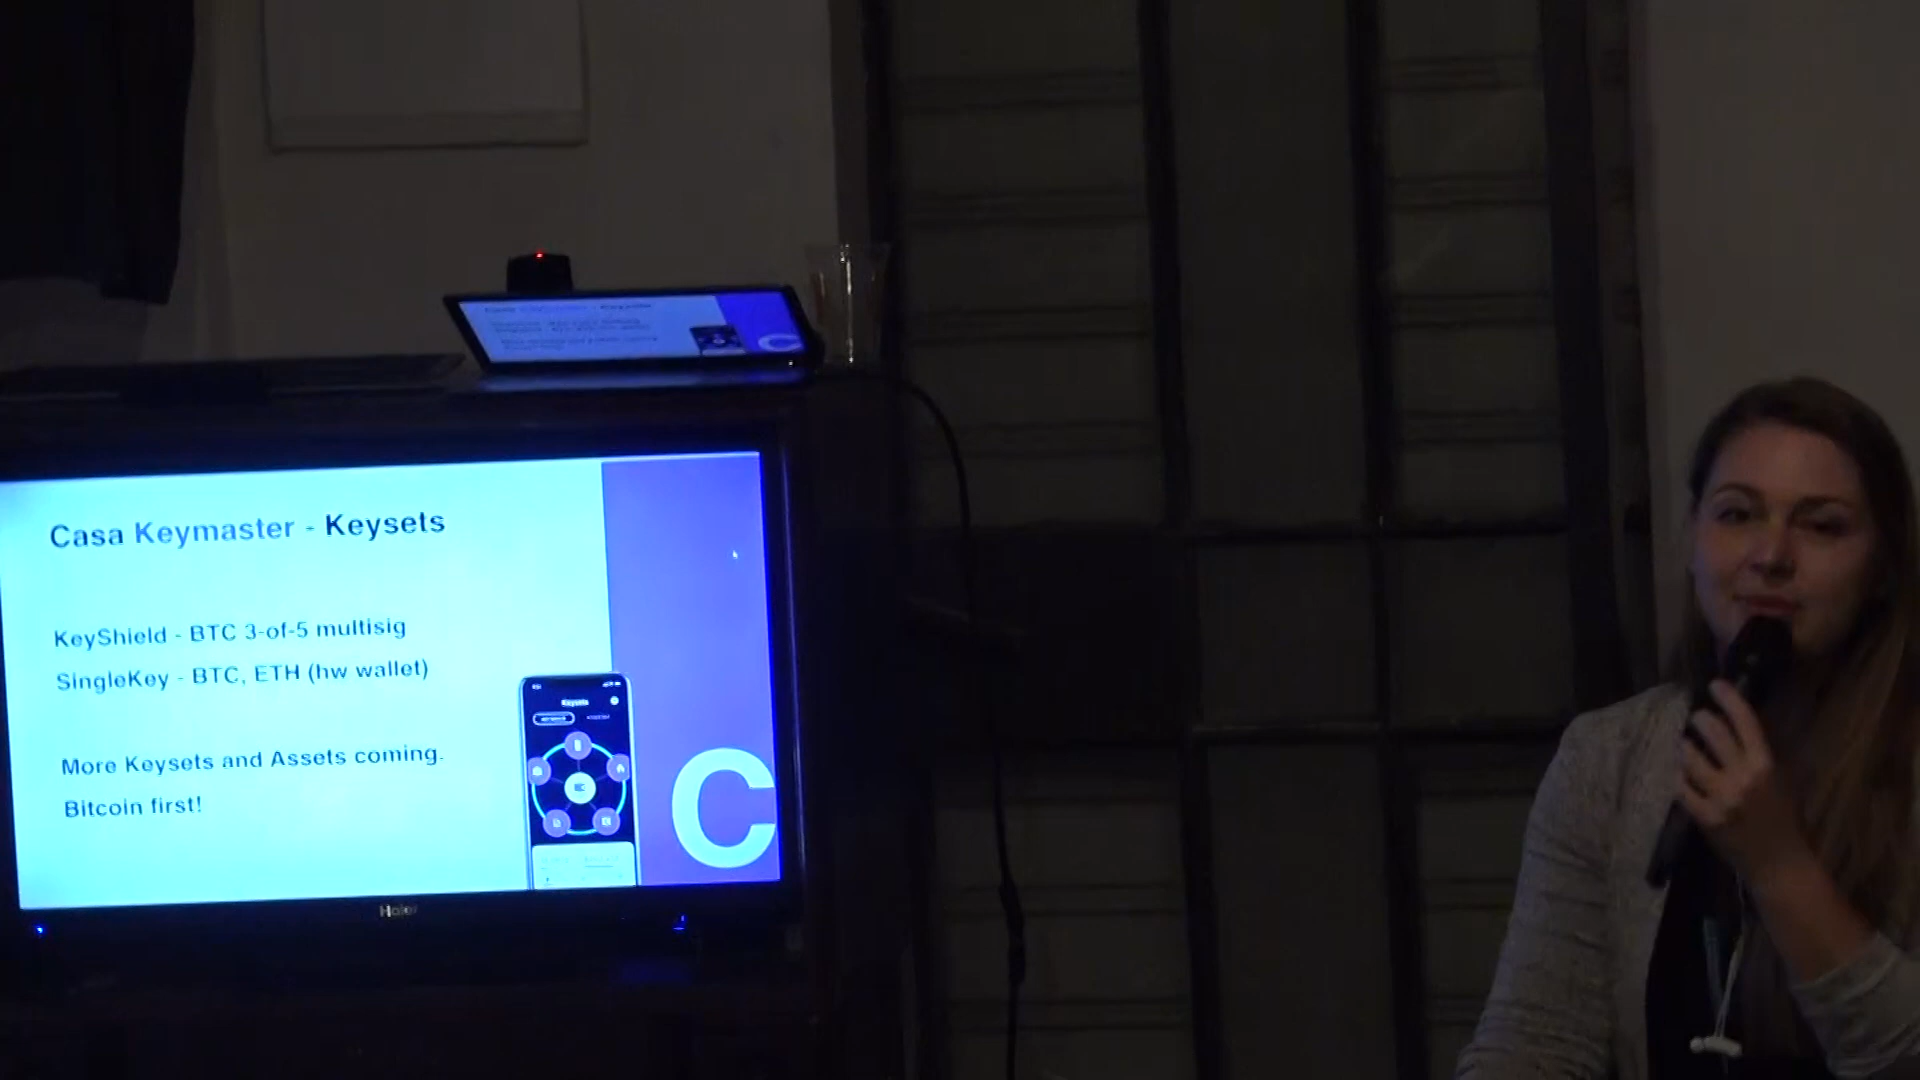 Casa Keymaster - Keysets
KeyShield - BTC 3-of-5 multisig
SingleKey - BTC, ETH (hw wallet)
More Keysets and Assets coming.
Bitcoin first!
Keysets
C
Haier